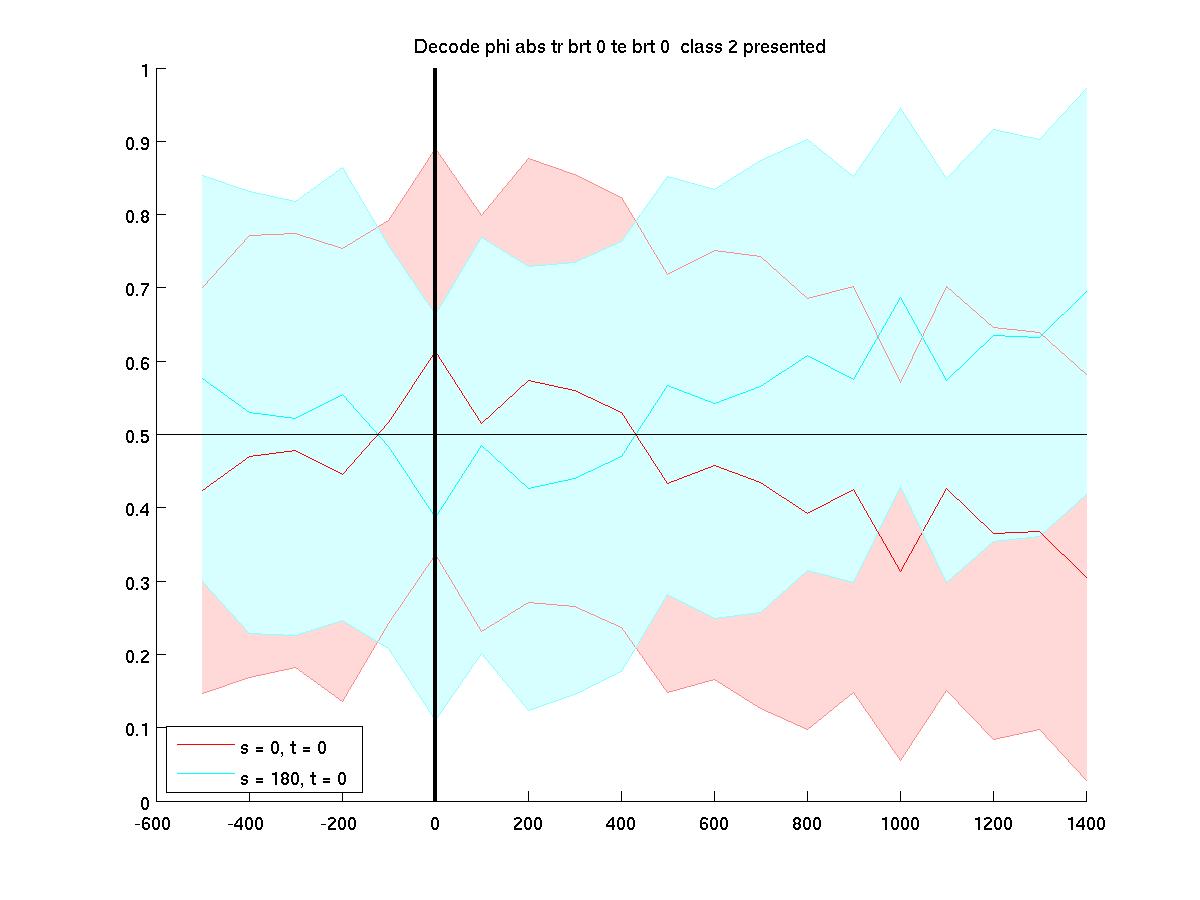 Decode phi abs tr brt 0 te brt 0  class 2 presented
1
0.9
0.8
0.7
0.6
0.5
0.4
0.3
0.2
0.1
0
s = 0, t = 0
s = 180, t = 0
-600 -400 -200 0 200 400 600 800 1000 1200 1400